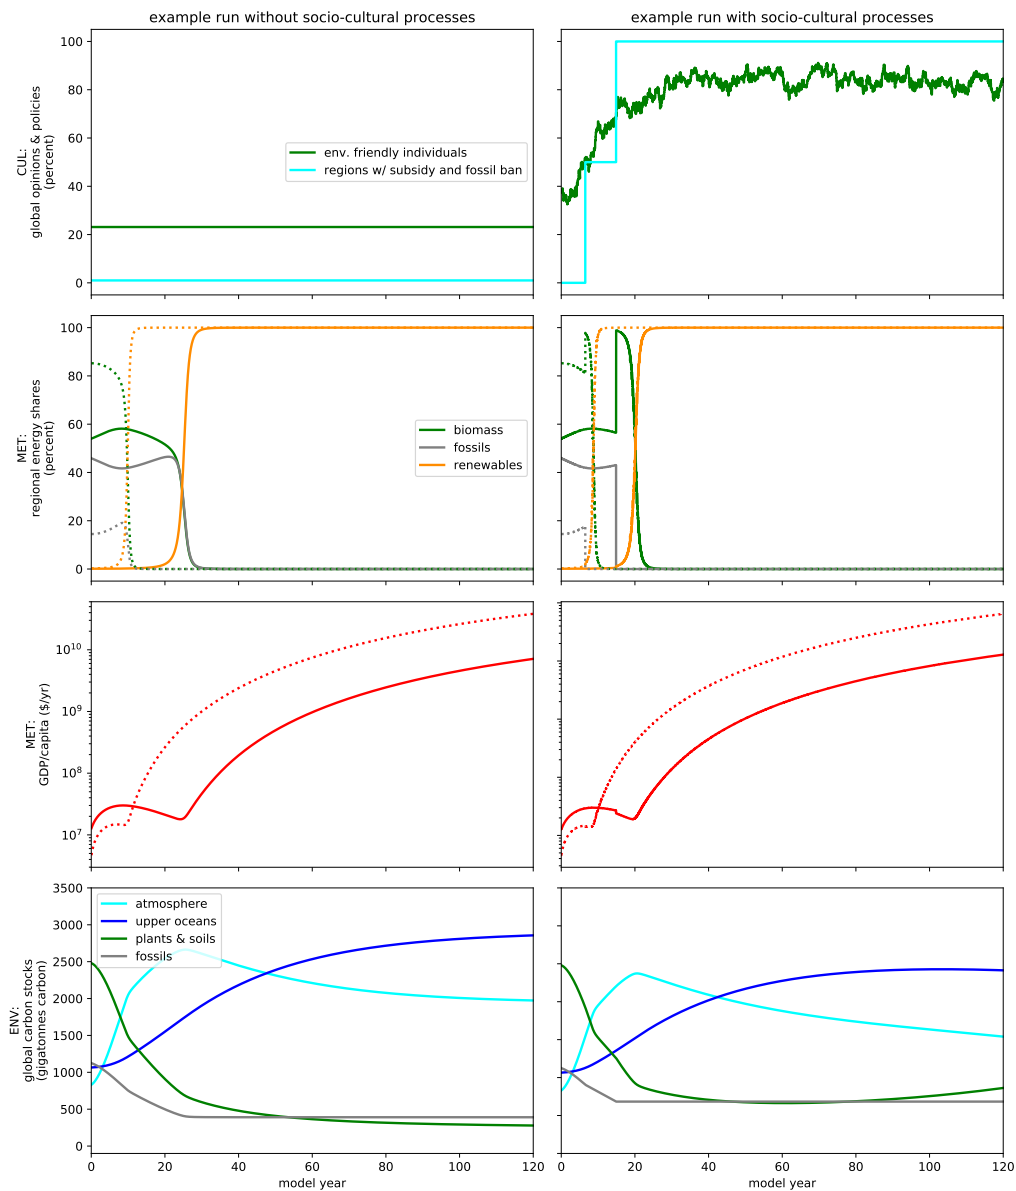 example run without socio-cultural processes
example run with socio-cultural processes
CUL:
global opinions & policies
(percent)
100
80
60
40
20
0
env. friendly individuals
regions w/ subsidy and fossil ban
MET:
regional energy shares
(percent)
100
80
60
40
20
0
biomass
fossils
renewables
MET:
GDP/capita ($/yr)
10¹⁰
10⁹
10⁸
10⁷
ENV:
global carbon stocks
(gigatonnes carbon)
3500
3000
2500
2000
1500
1000
500
0
atmosphere
upper oceans
plants & soils
fossils
0 20 40 60 80 100 120
0 20 40 60 80 100 120
model year
model year